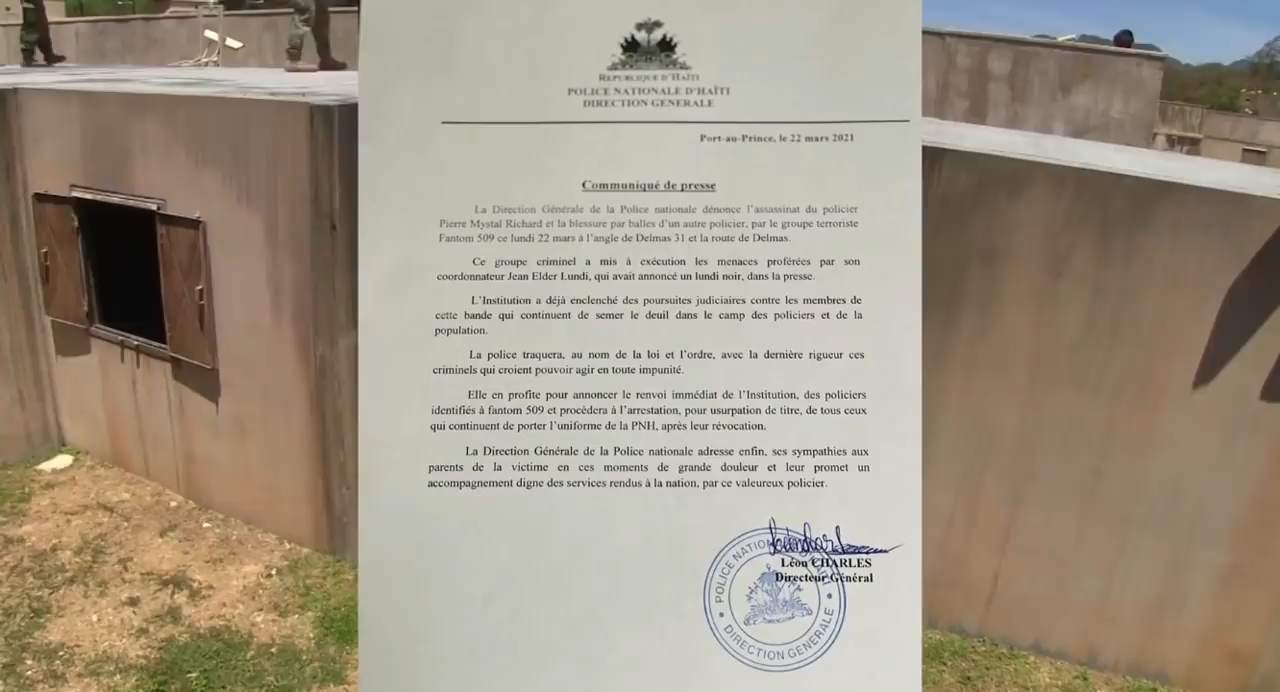 REPUBLIQUE D'HAÏTI
POLICE NATIONALE D'HAÏTI
DIRECTION GENERALE
Port-au-Prince, le 22 mars 2021
Communiqué de presse
La Direction Générale de la Police nationale dénonce l'assassinat du policier
Pierre Mystal Richard et la blessure par balles d'un autre policier, par le groupe terroriste
Fantom 509 ce lundi 22 mars à l'angle de Delmas 31 et la route de Delmas.
Ce groupe criminel a mis à exécution les menaces proférées par son
coordonnateur Jean Elder Lundi, qui avait annoncé un lundi noir, dans la presse.
L'Institution a déjà enclenché des poursuites judiciaires contre les membres de
cette bande qui continuent de semer le deuil dans le camp des policiers et de la
population.
La police traquera, au nom de la loi et l'ordre, avec la dernière rigueur ces
criminels qui croient pouvoir agir en toute impunité.
Elle en profite pour annoncer le renvoi immédiat de l'Institution, des policiers
identifiés à fantom 509 et procèdera à l'arrestation, pour usurpation de titre, de tous ceux
qui continuent de porter l'uniforme de la PNH, après leur révocation.
La Direction Générale de la Police nationale adresse enfin, ses sympathies aux
parents de la victime en ces moments de grande douleur et leur promet un
accompagnement digne des services rendus à la nation, par ce valeureux policier.
Léon CHARLES
Directeur Général
POLICE NATIONALE D'HAITI
DIRECTION GENERALE